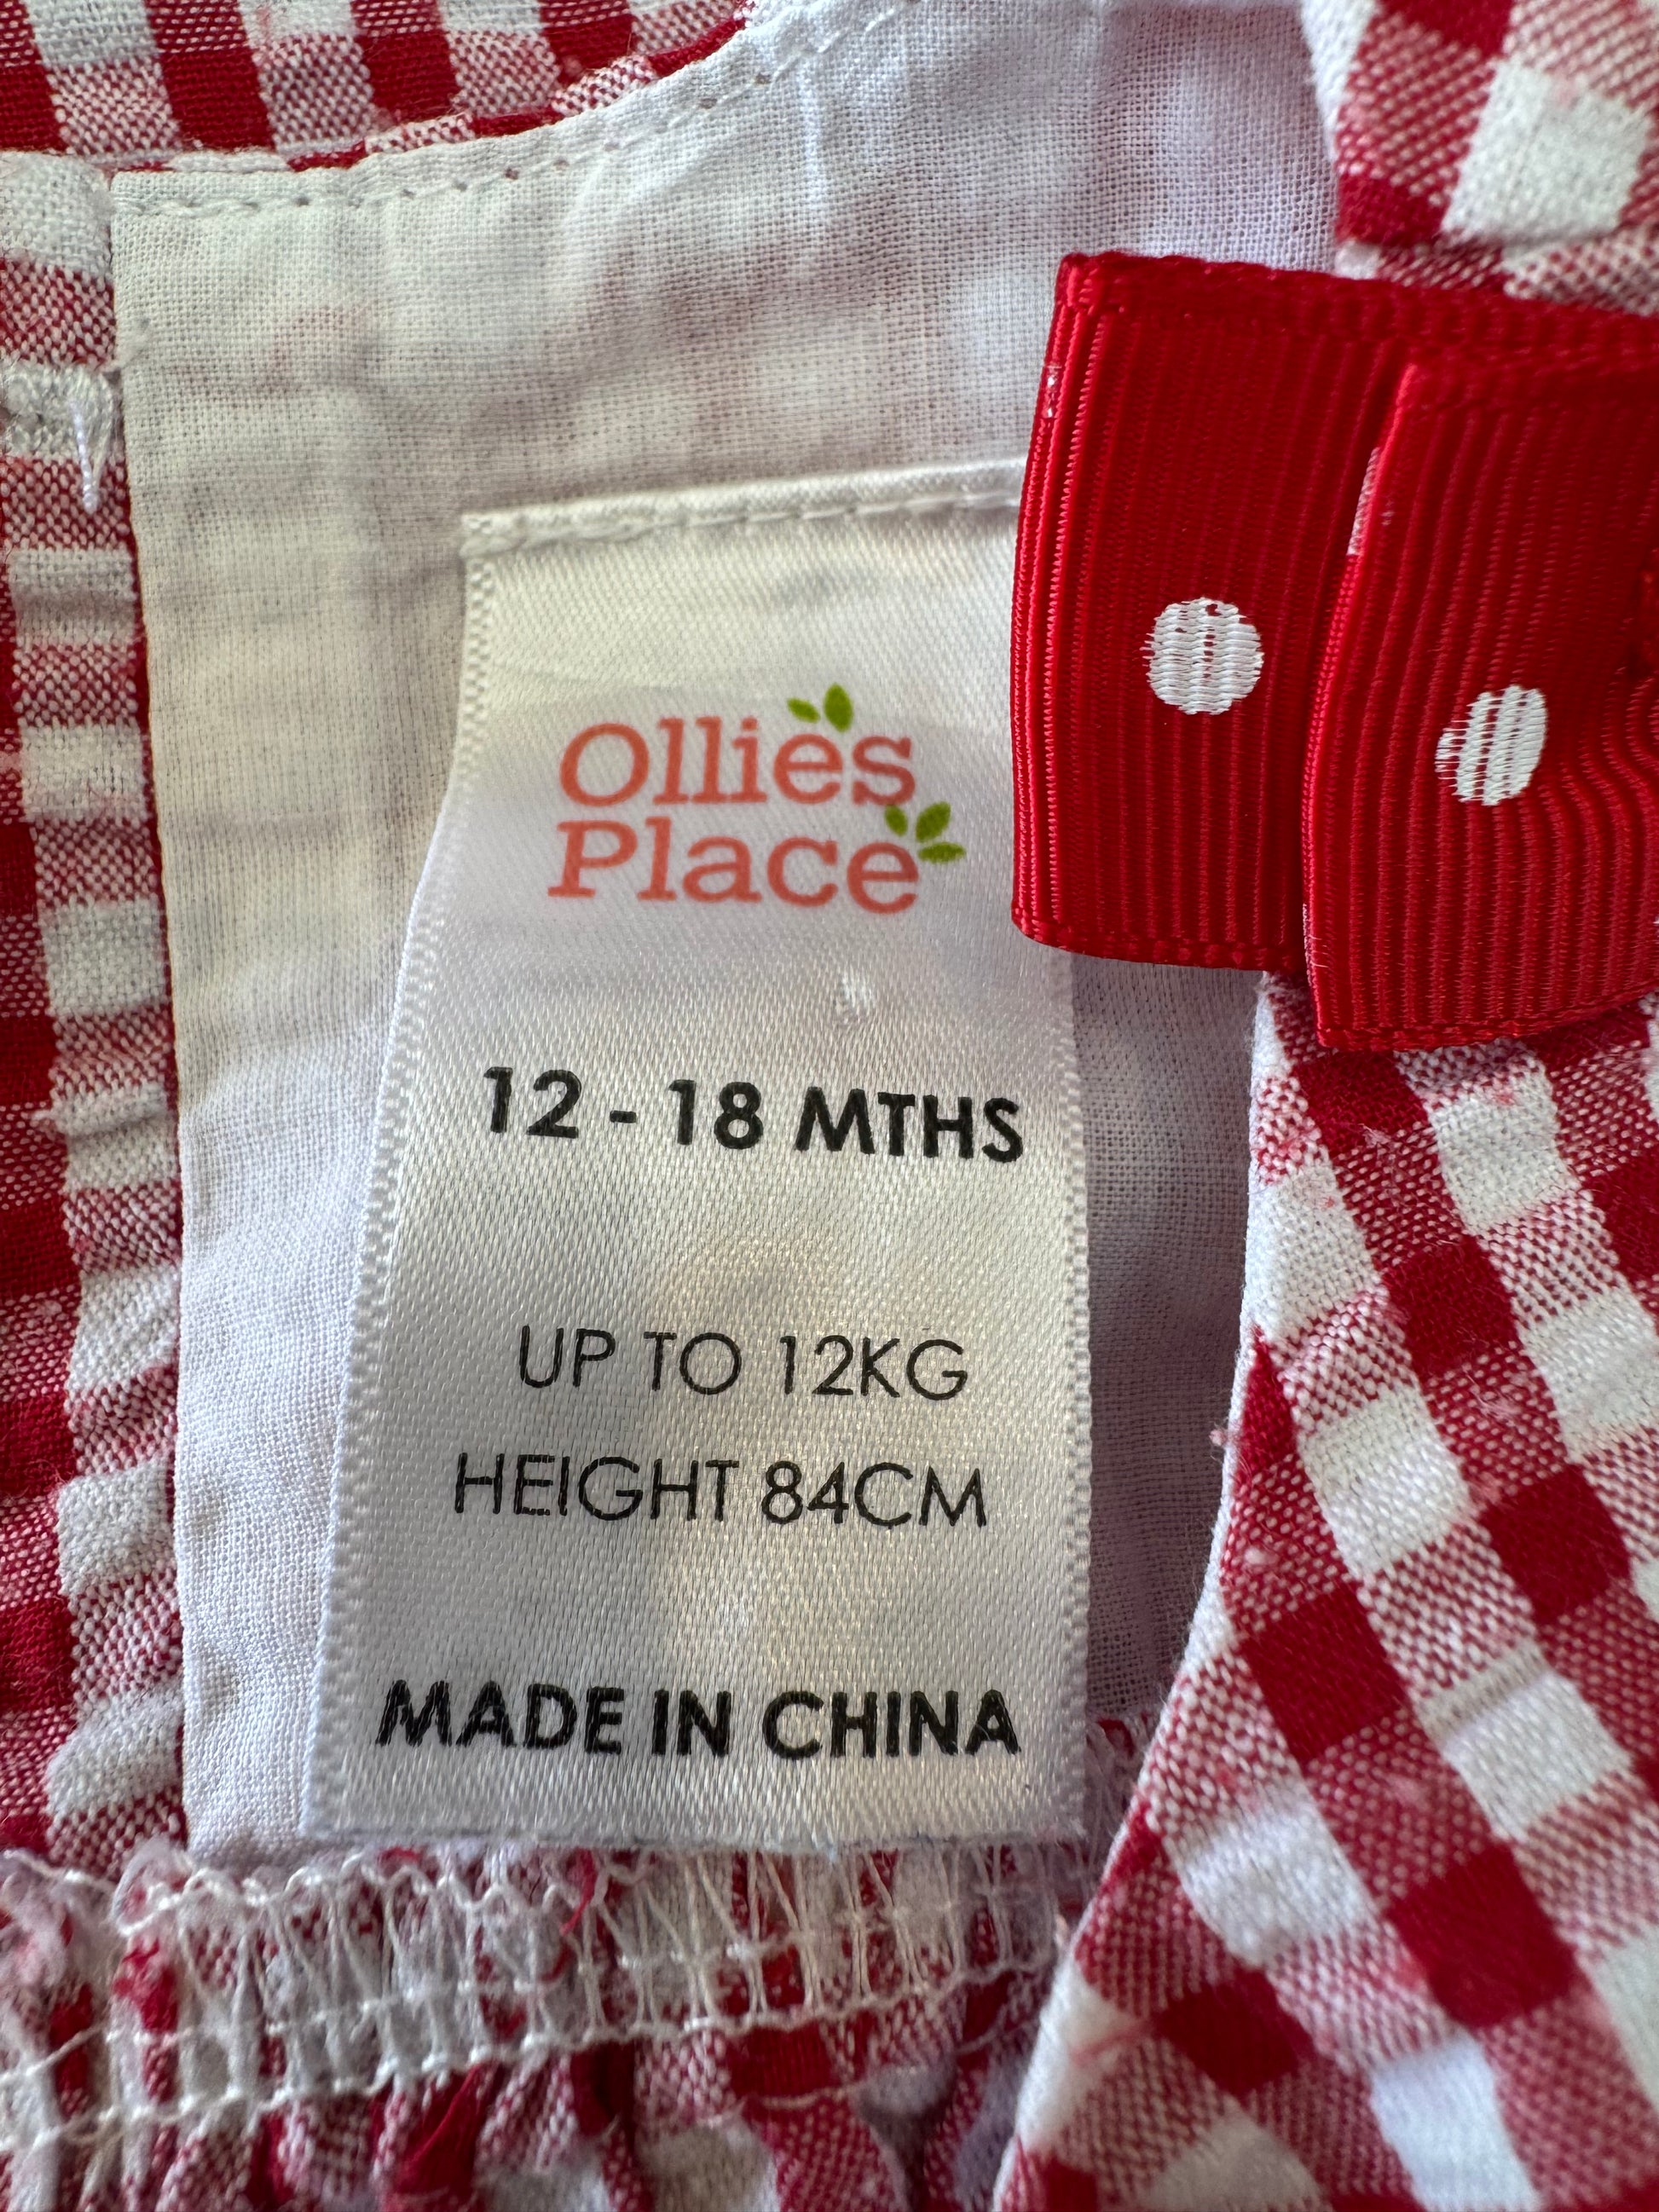 Ollies
Place
12 - 18 MTHS
UP TO 12KG
HEIGHT 84CM
MADE IN CHINA